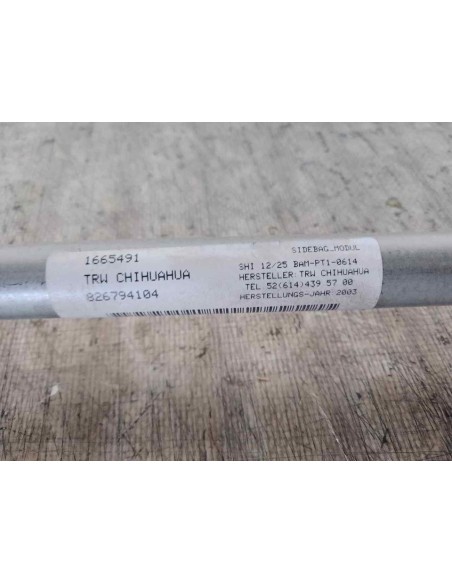 1665491
TRW CHIHUAHUA
826794104
SIDEBAG_MODUL
SHI 12/25 BAM-PT1-0614
HERSTELLER: TRW CHIHUAHUA
TEL 52(614)439 57 00
HERSTELLUNGS-JAHR 2003